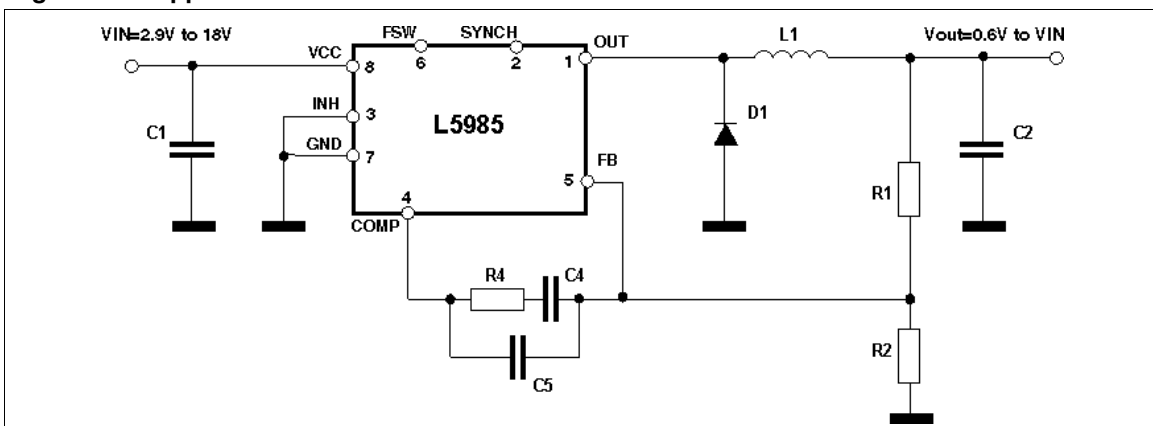 VIN=2.9V to 18V
VCC
FSW
SYNCH
OUT
L1
Vout=0.6V to VIN
8
6
2
1
INH
3
L5985
C1
D1
C2
GND
7
FB
5
R1
4
COMP
R4
C4
R2
C5